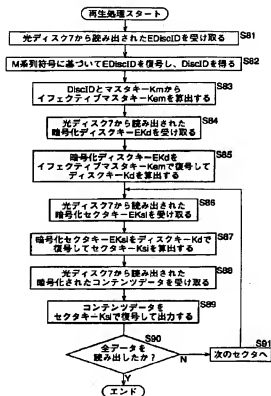 再生処理スタート
光ディスク7から読み出されたEDiscIDを受け取る
S81
M系列符号に基づいてEDiscIDを復号し、DiscIDを得る
S82
S83
DiscIDとマスタキーKmから
イフェクティブマスタキーKemを算出する
S84
光ディスク7から読み出された
暗号化ディスクキーEKdを受け取る
S85
暗号化ディスクキーEKdを
イフェクティブマスタキーKemで復号して
ディスクキーKdを算出する
S86
光ディスク7から読み出された
暗号化セクタキーEKsiを受け取る
S87
暗号化セクタキーEKsiをディスクキーKdで
復号してセクタキーKsiを算出する
S88
光ディスク7から読み出された
暗号化されたコンテンツデータを受け取る
S89
コンテンツデータを
セクタキーKsiで復号して出力する
S90
全データを
読み出したか?
N
S91
次のセクタへ
Y
エンド